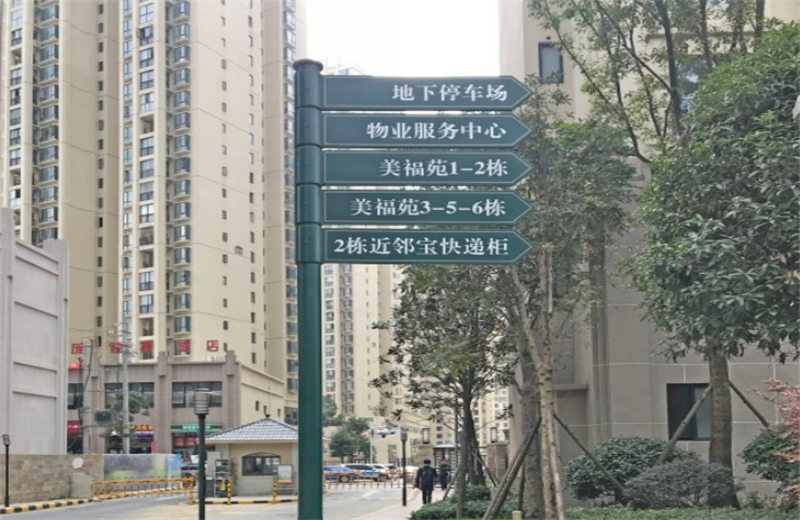 地下停车场
物业服务中心
美福苑1-2栋
美福苑3-5-6栋
2栋近邻宝快递柜